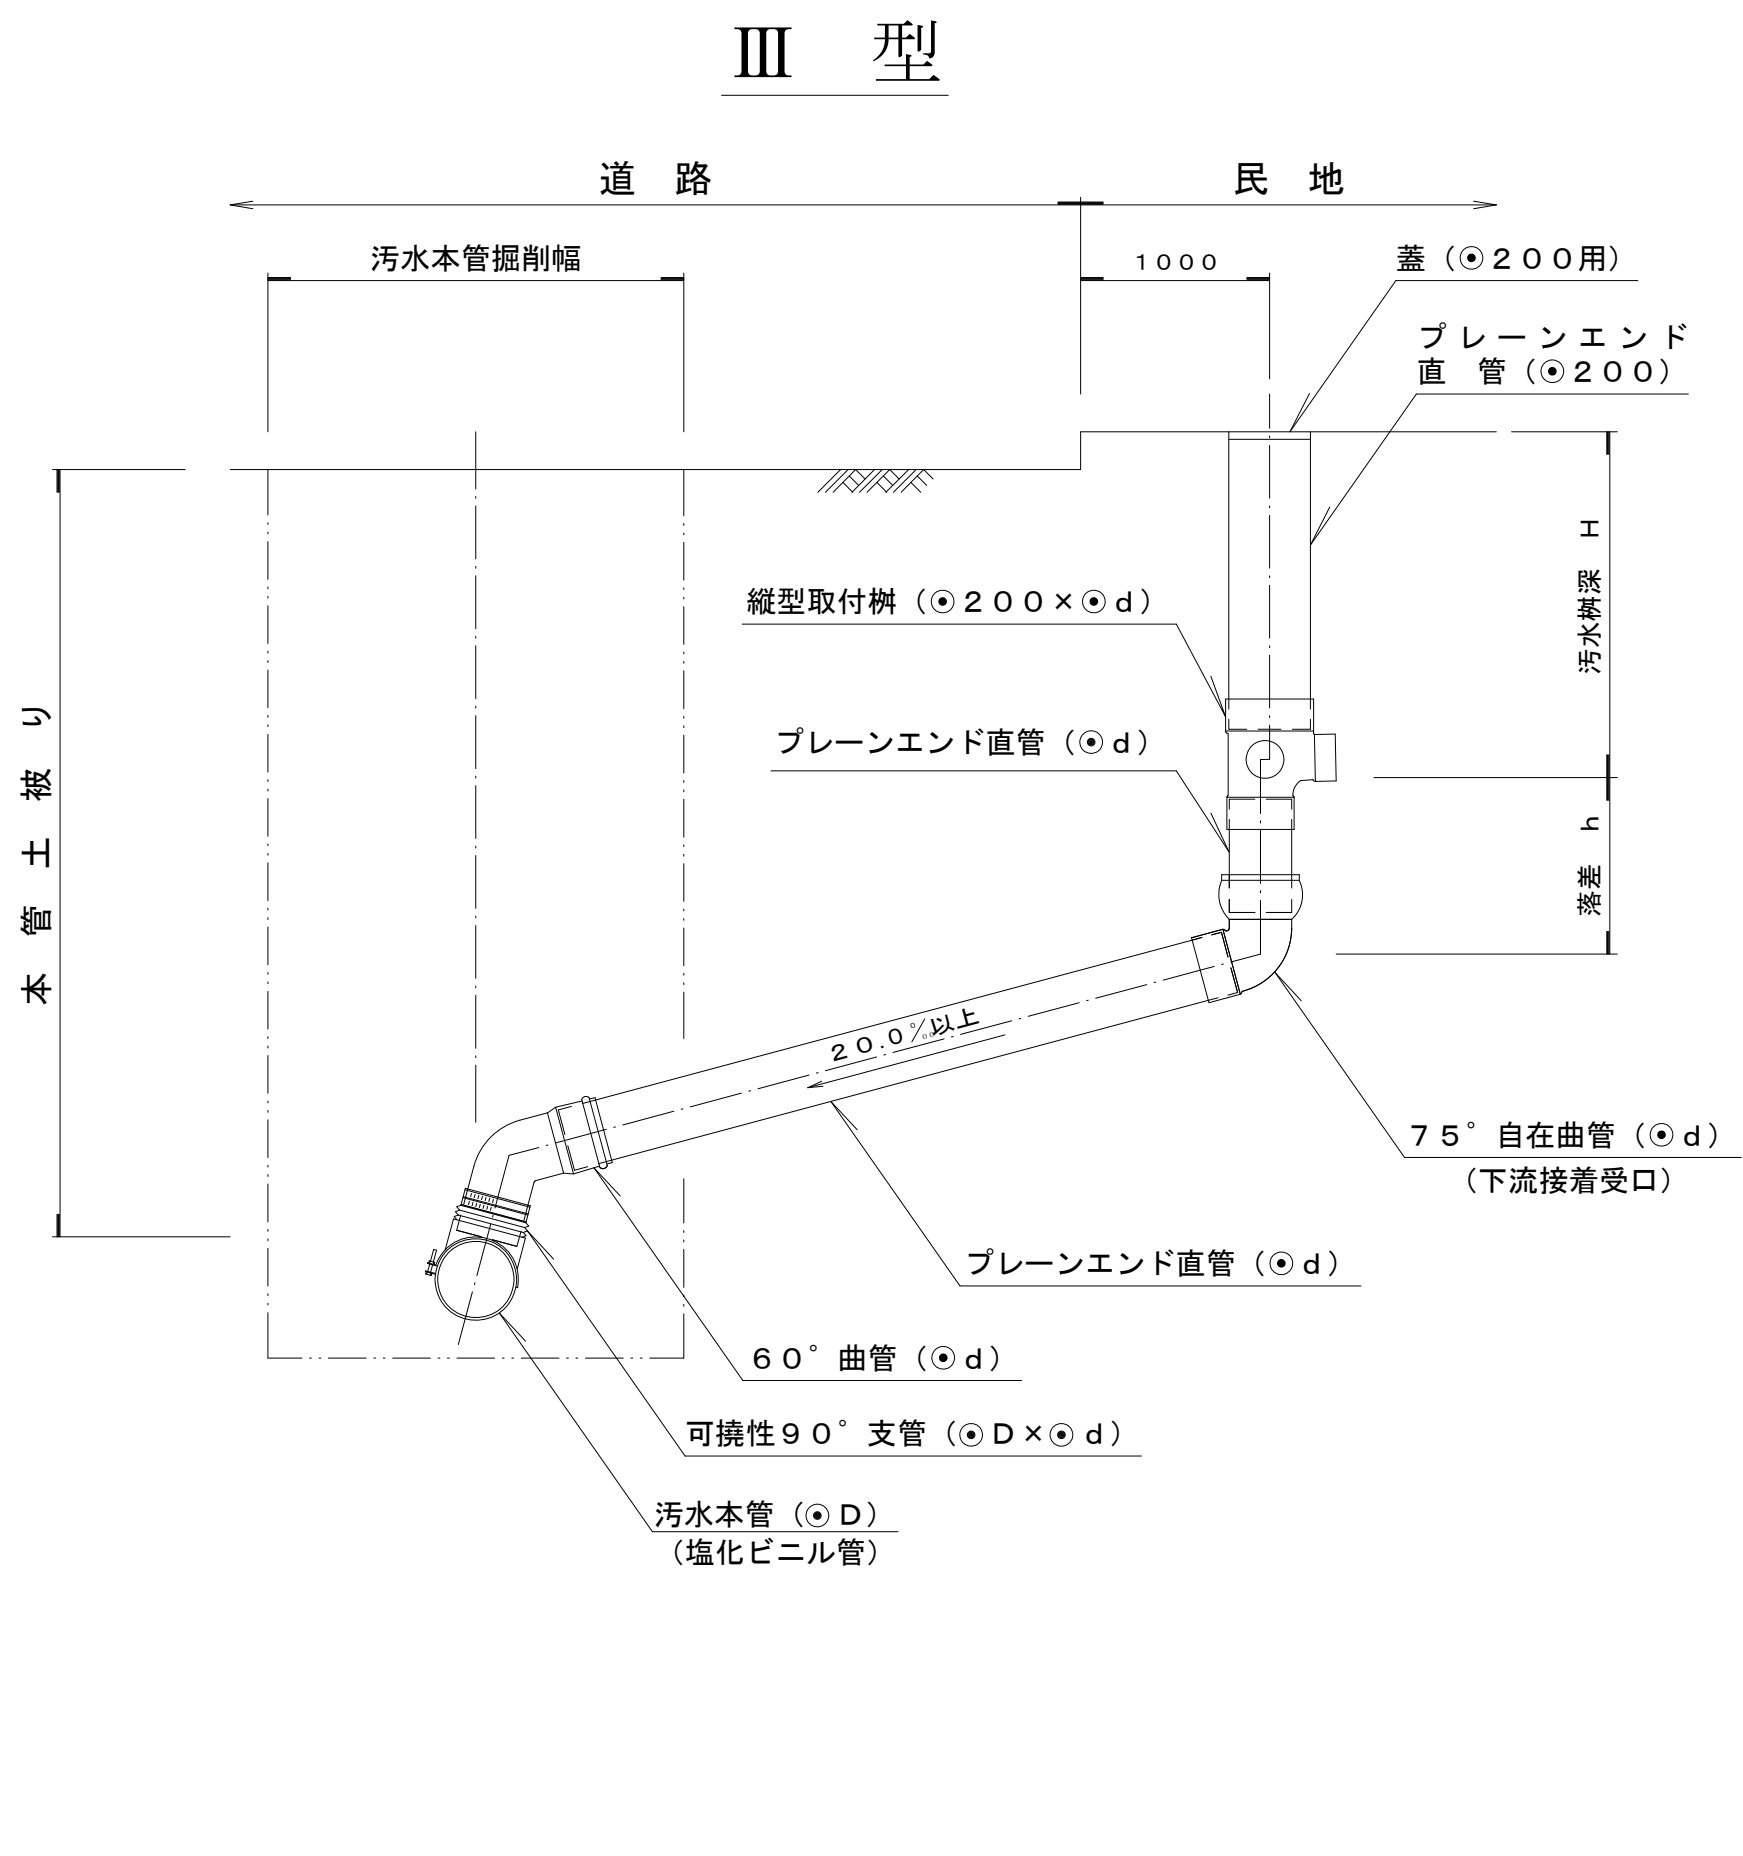 Ⅲ　型
道　路
民　地
汚水本管掘削幅
１０００
蓋（⦿２００用）
プレーンエンド
直　管（⦿２００）
縦型取付桝（⦿２００×⦿ｄ）
プレーンエンド直管（⦿ｄ）
汚水桝深　Ｈ
落差　ｈ
本管土被り
２０.０‰以上
７５°自在曲管（⦿ｄ）
（下流接着受口）
プレーンエンド直管（⦿ｄ）
６０°曲管（⦿ｄ）
可撓性９０°支管（⦿Ｄ×⦿ｄ）
汚水本管（⦿Ｄ）
（塩化ビニル管）